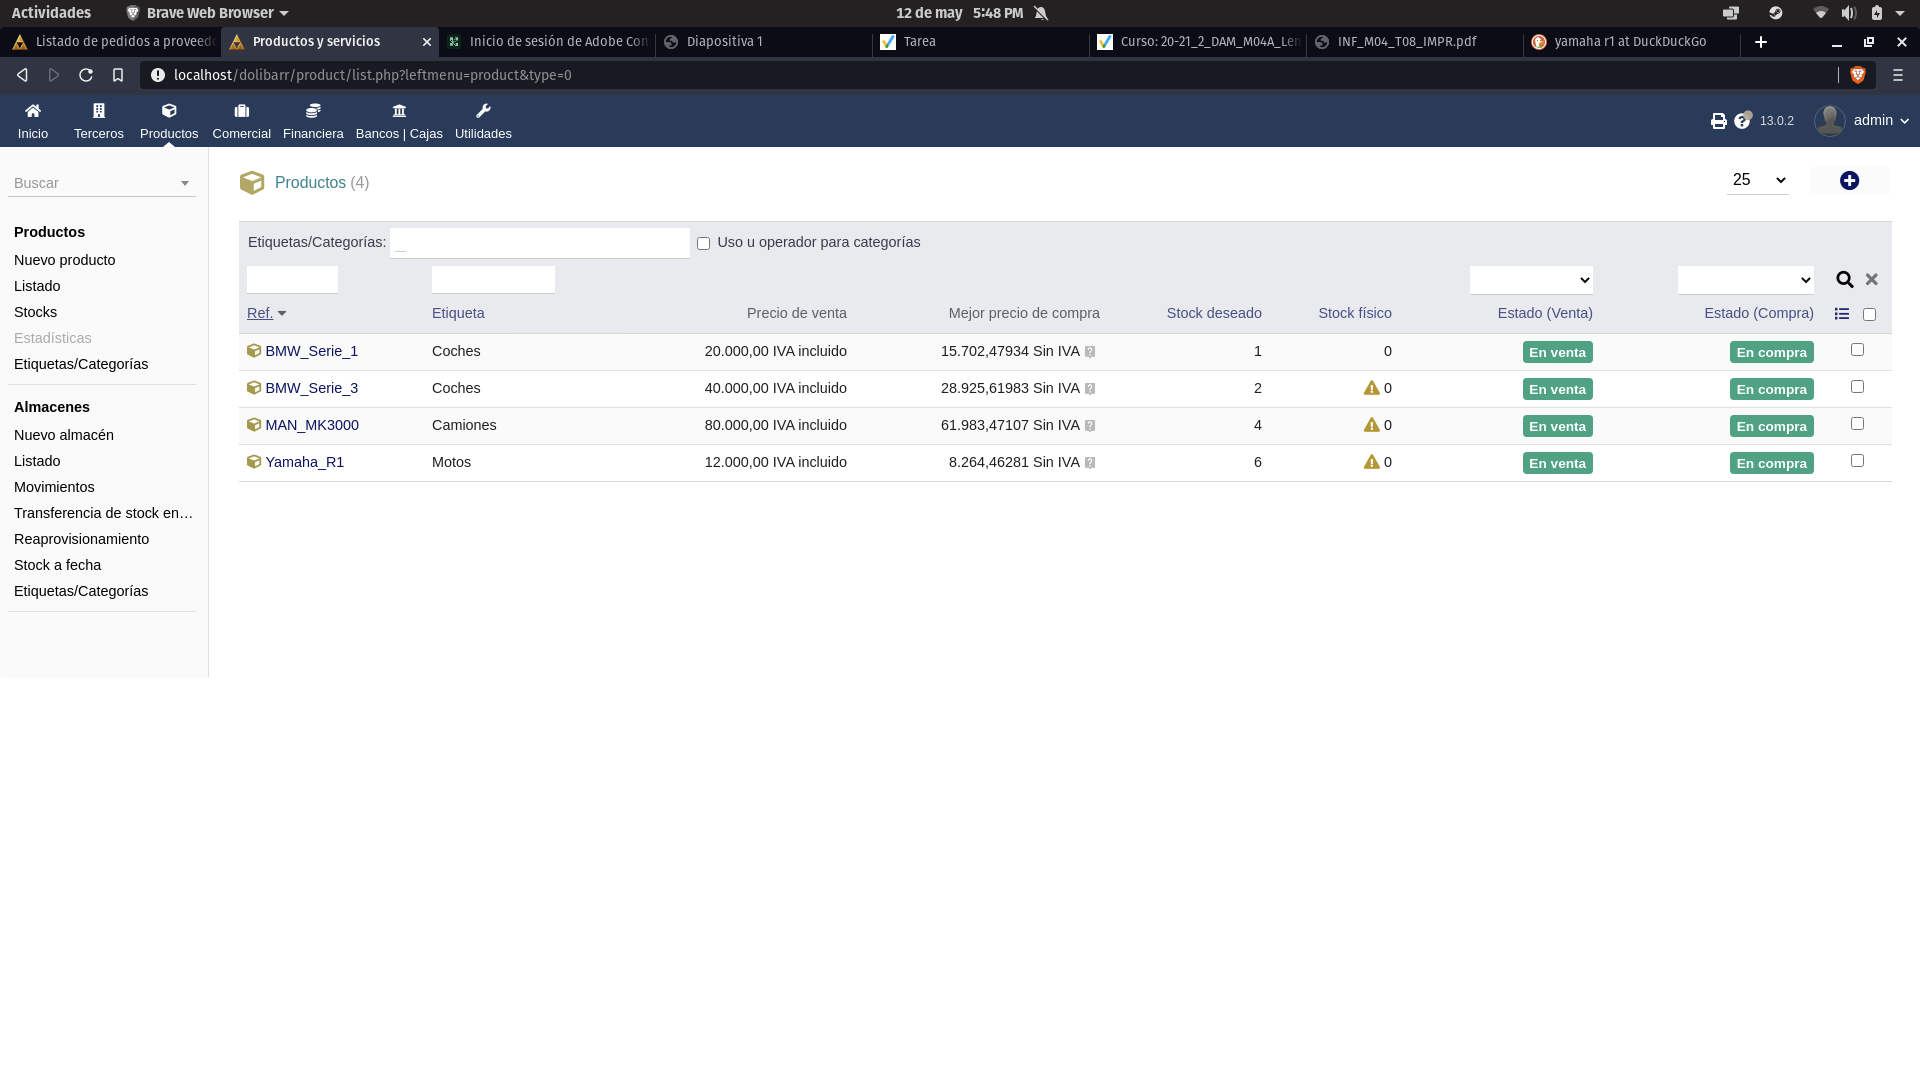 Actividades
Brave Web Browser
12 de may 5:48 PM
Listado de pedidos a proveed
Productos y servicios
Inicio de sesión de Adobe Con
Diapositiva 1
Tarea
Curso: 20-21_2_DAM_M04A_Len
INF_M04_T08_IMPR.pdf
yamaha r1 at DuckDuckGo
localhost/dolibarr/product/list.php?leftmenu=product&type=0
Inicio
Terceros
Productos
Comercial
Financiera
Bancos | Cajas
Utilidades
13.0.2
admin
Buscar
Productos
Nuevo producto
Listado
Stocks
Estadísticas
Etiquetas/Categorías
Almacenes
Nuevo almacén
Listado
Movimientos
Transferencia de stock en…
Reaprovisionamiento
Stock a fecha
Etiquetas/Categorías
Productos (4)
25
Etiquetas/Categorías: _ Uso u operador para categorías
Ref. Etiqueta Precio de venta Mejor precio de compra Stock deseado Stock físico Estado (Venta) Estado (Compra)
BMW_Serie_1 Coches 20.000,00 IVA incluido 15.702,47934 Sin IVA 1 0 En venta En compra
BMW_Serie_3 Coches 40.000,00 IVA incluido 28.925,61983 Sin IVA 2 0 En venta En compra
MAN_MK3000 Camiones 80.000,00 IVA incluido 61.983,47107 Sin IVA 4 0 En venta En compra
Yamaha_R1 Motos 12.000,00 IVA incluido 8.264,46281 Sin IVA 6 0 En venta En compra